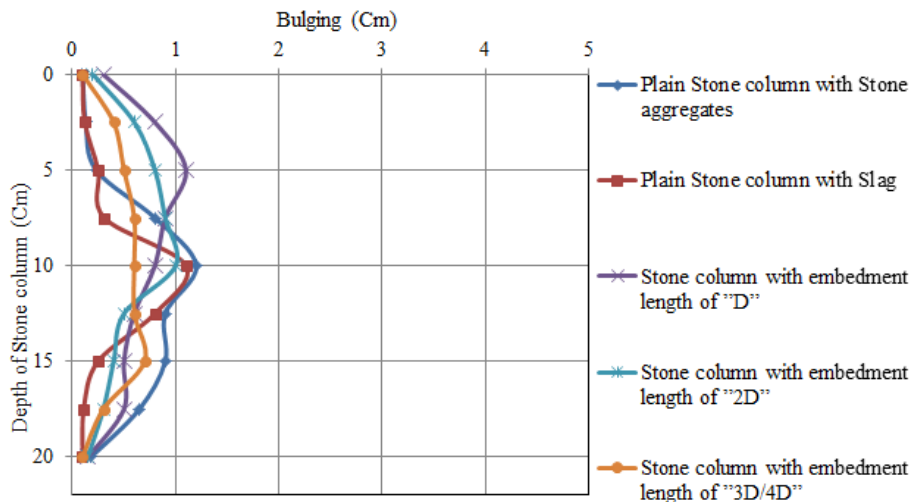 Bulging (Cm)
0 1 2 3 4 5
Depth of Stone column (Cm)
0
5
10
15
20
Plain Stone column with Stone
aggregates
Plain Stone column with Slag
Stone column with embedment
length of ”D”
Stone column with embedment
length of ”2D”
Stone column with embedment
length of ”3D/4D”